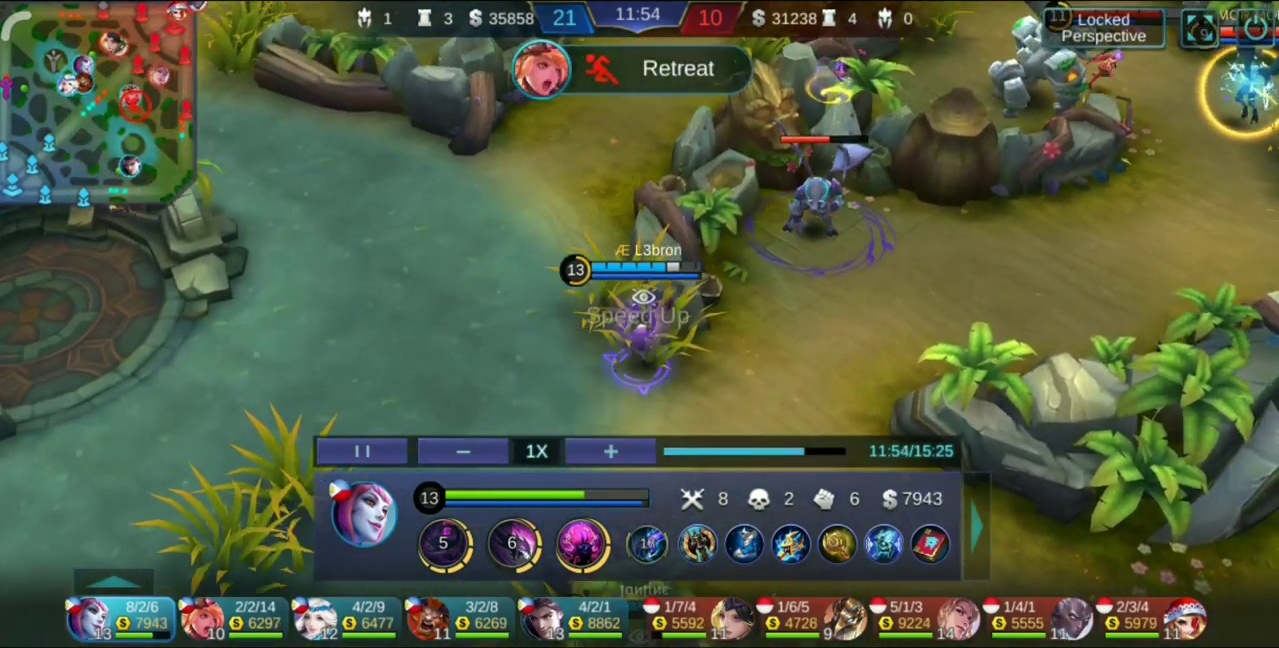 1 3 35858 21 11:54 10 31238 4 0
11
Locked
Perspective
Retreat
Æ L3bron
13
Speed Up
1X
11:54/15:25
13 8 2 6 7943
5 6
8/2/6 2/2/14 4/2/9 3/2/8 4/2/1 1/7/4 1/6/5 5/1/3 1/4/1 2/3/4
7943 6297 6477 6269 8862 5592 4728 9224 5555 5979
13 10 12 11 13 11 9 14 11 11